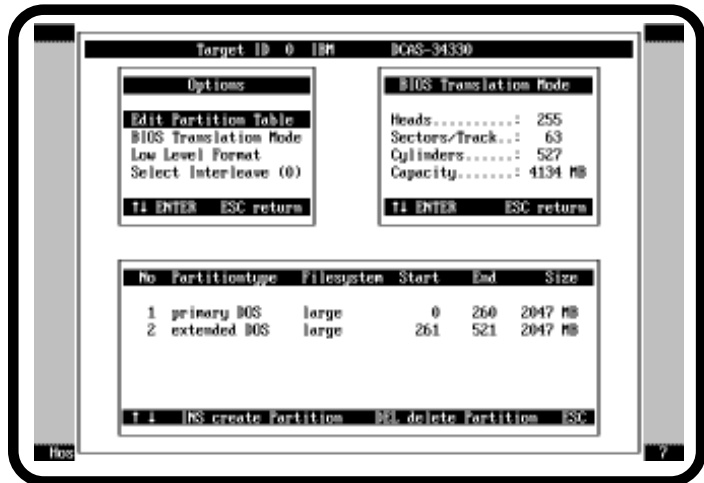 Target ID 0 IBM DCAS-34330
Options
Edit Partition Table
BIOS Translation Mode
Low Level Format
Select Interleave (0)
↑↓ ENTER ESC return
BIOS Translation Mode
Heads..........: 255
Sectors/Track..: 63
Cylinders......: 527
Capacity.......: 4134 MB
↑↓ ENTER ESC return
No Partitiontype Filesystem Start End Size
1 primary DOS large 0 260 2047 MB
2 extended DOS large 261 521 2047 MB
↑ ↓ INS create Partition DEL delete Partition ESC
Hos
?